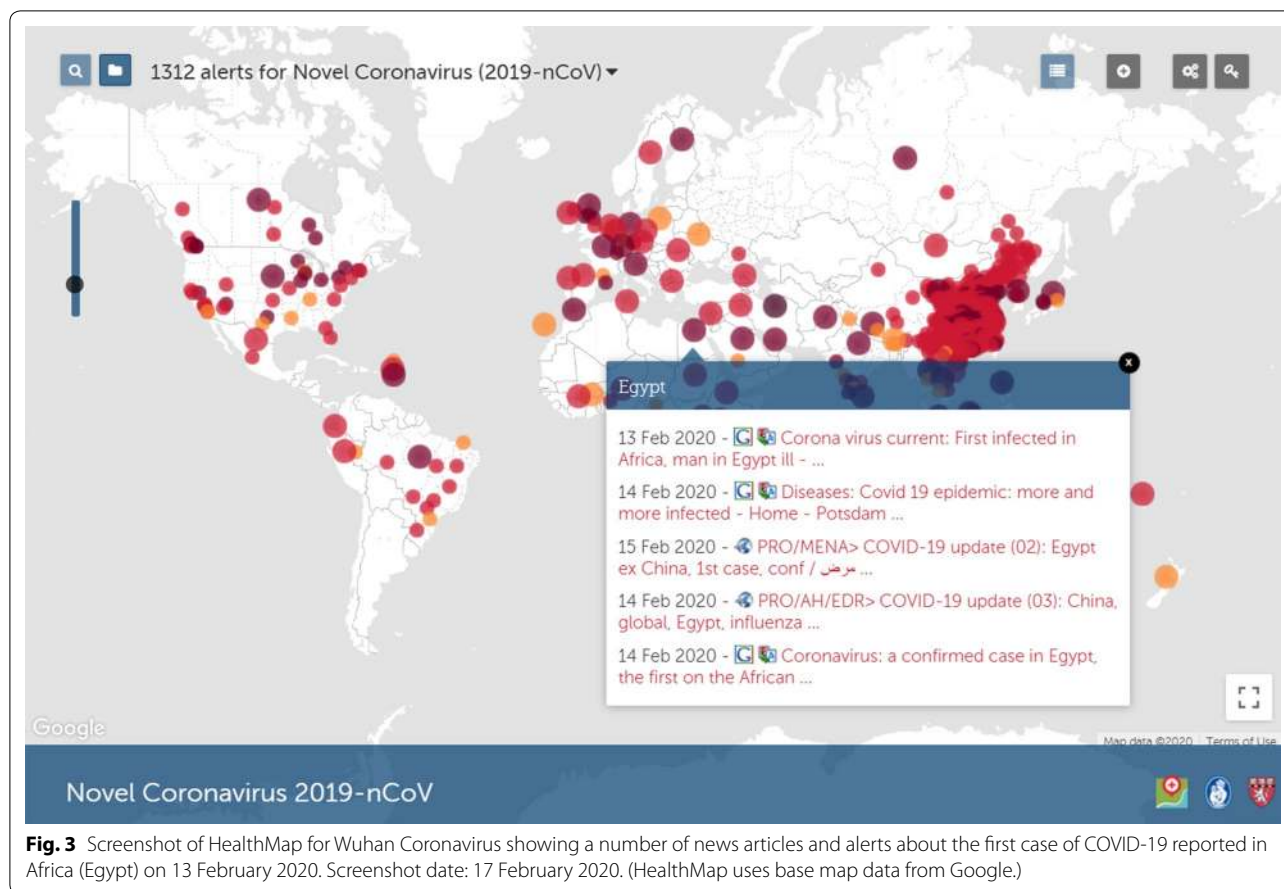 1312 alerts for Novel Coronavirus (2019-nCoV)
Egypt
x
13 Feb 2020 - G Corona virus current: First infected in
Africa, man in Egypt ill - ...
14 Feb 2020 - G Diseases: Covid 19 epidemic: more and
more infected - Home - Potsdam ...
15 Feb 2020 - PRO/MENA> COVID-19 update (02): Egypt
ex China, 1st case, conf / مرض ...
14 Feb 2020 - PRO/AH/EDR> COVID-19 update (03): China,
global, Egypt, influenza ...
14 Feb 2020 - G Coronavirus: a confirmed case in Egypt,
the first on the African ...
Google
Map data ©2020 Terms of Use
Novel Coronavirus 2019-nCoV
Fig. 3 Screenshot of HealthMap for Wuhan Coronavirus showing a number of news articles and alerts about the first case of COVID-19 reported in
Africa (Egypt) on 13 February 2020. Screenshot date: 17 February 2020. (HealthMap uses base map data from Google.)